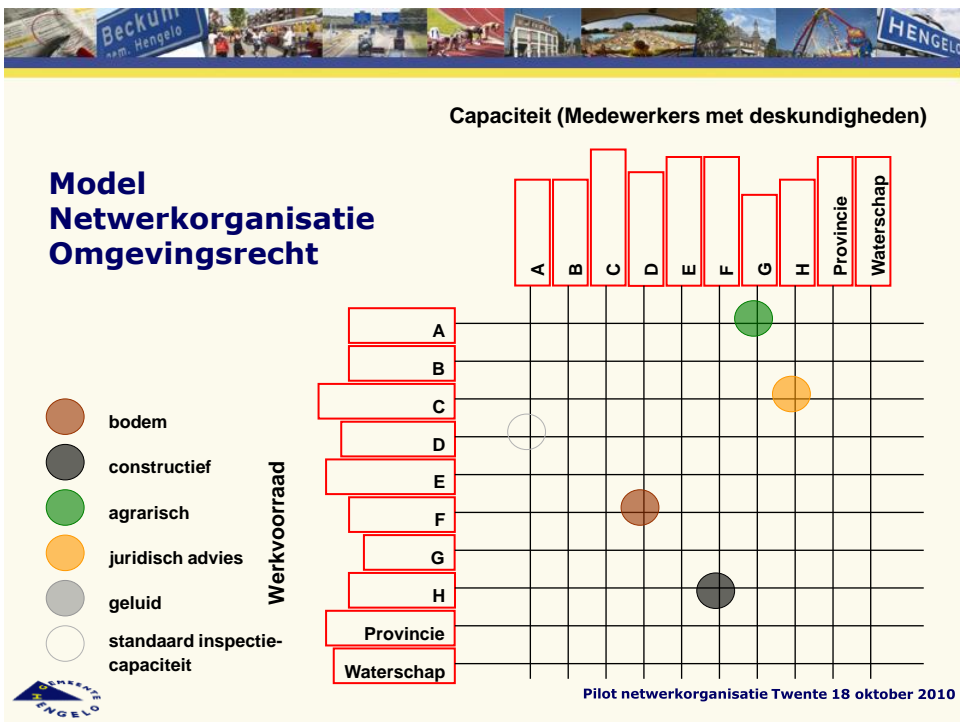 Beckum
gem. Hengelo
HENGELO
Capaciteit (Medewerkers met deskundigheden)
Model
Netwerkorganisatie
Omgevingsrecht
A
B
C
D
E
F
G
H
Provincie
Waterschap
A
B
C
D
E
F
G
H
Provincie
Waterschap
Werkvoorraad
bodem
constructief
agrarisch
juridisch advies
geluid
standaard inspectie-
capaciteit
GEMEENTE
HENGELO
Pilot netwerkorganisatie Twente 18 oktober 2010